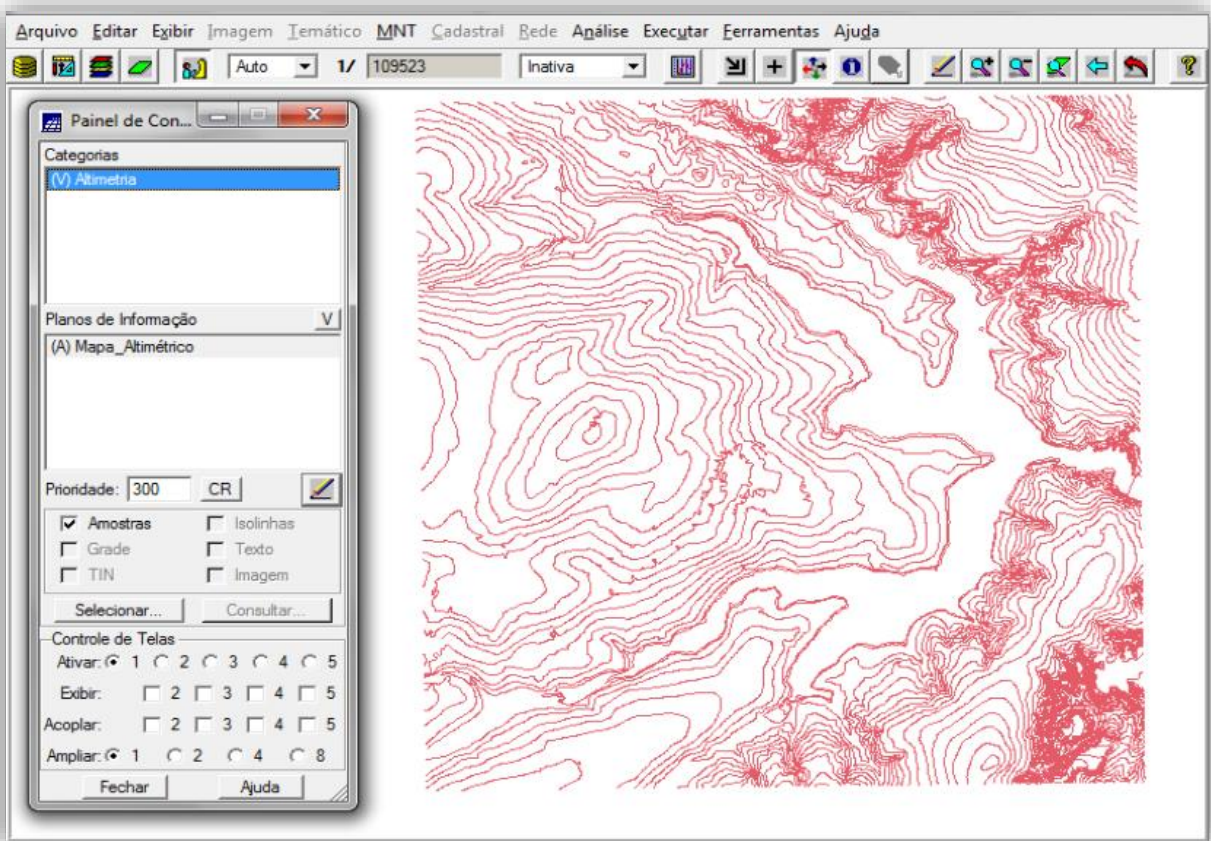 Arquivo Editar Exibir Imagem Temático MNT Cadastral Rede Análise Executar Ferramentas Ajuda
Auto 1/ 109523 Inativa
Painel de Con...
Categorias
(V) Altimetria
Planos de Informação V
(A) Mapa_Altimétrico
Prioridade: 300 CR
Amostras Isolinhas
Grade Texto
TIN Imagem
Selecionar... Consultar...
Controle de Telas
Ativar: 1 2 3 4 5
Exibir: 2 3 4 5
Acoplar: 2 3 4 5
Ampliar: 1 2 4 8
Fechar Ajuda